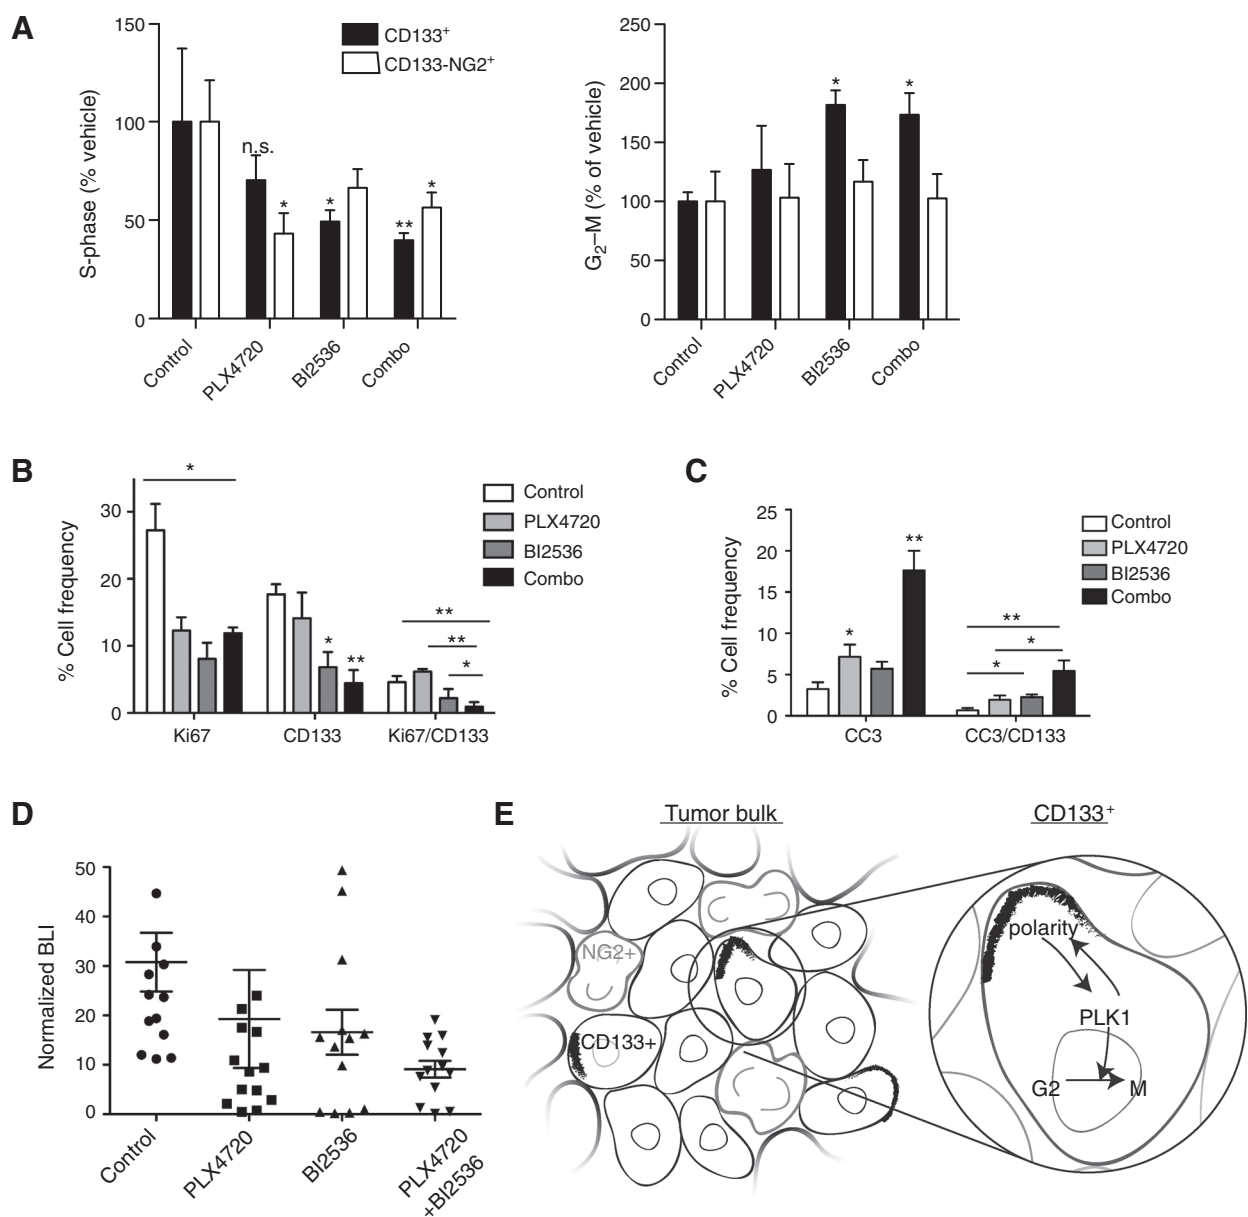 A
150
100
50
0
S-phase (% vehicle)
CD133+
CD133-NG2+
n.s.
*
*
**
*
Control
PLX4720
BI2536
Combo
250
200
150
100
50
0
G2–M (% of vehicle)
*
*
Control
PLX4720
BI2536
Combo
B
30
20
10
0
% Cell frequency
*
*
**
**
**
*
Ki67
CD133
Ki67/CD133
Control
PLX4720
BI2536
Combo
C
25
20
15
10
5
0
% Cell frequency
*
**
**
*
*
CC3
CC3/CD133
Control
PLX4720
BI2536
Combo
D
50
40
30
20
10
0
Normalized BLI
Control
PLX4720
BI2536
PLX4720
+BI2536
E
Tumor bulk
CD133+
NG2+
CD133+
polarity
PLK1
G2
M